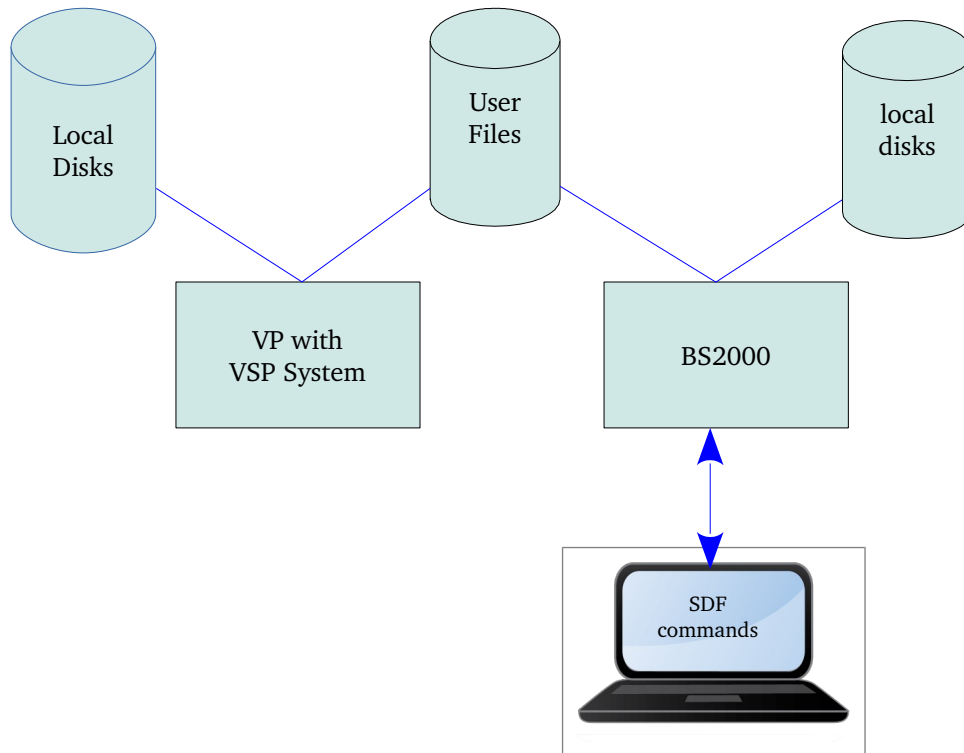 Local
Disks
User
Files
local
disks
VP with
VSP System
BS2000
SDF
commands